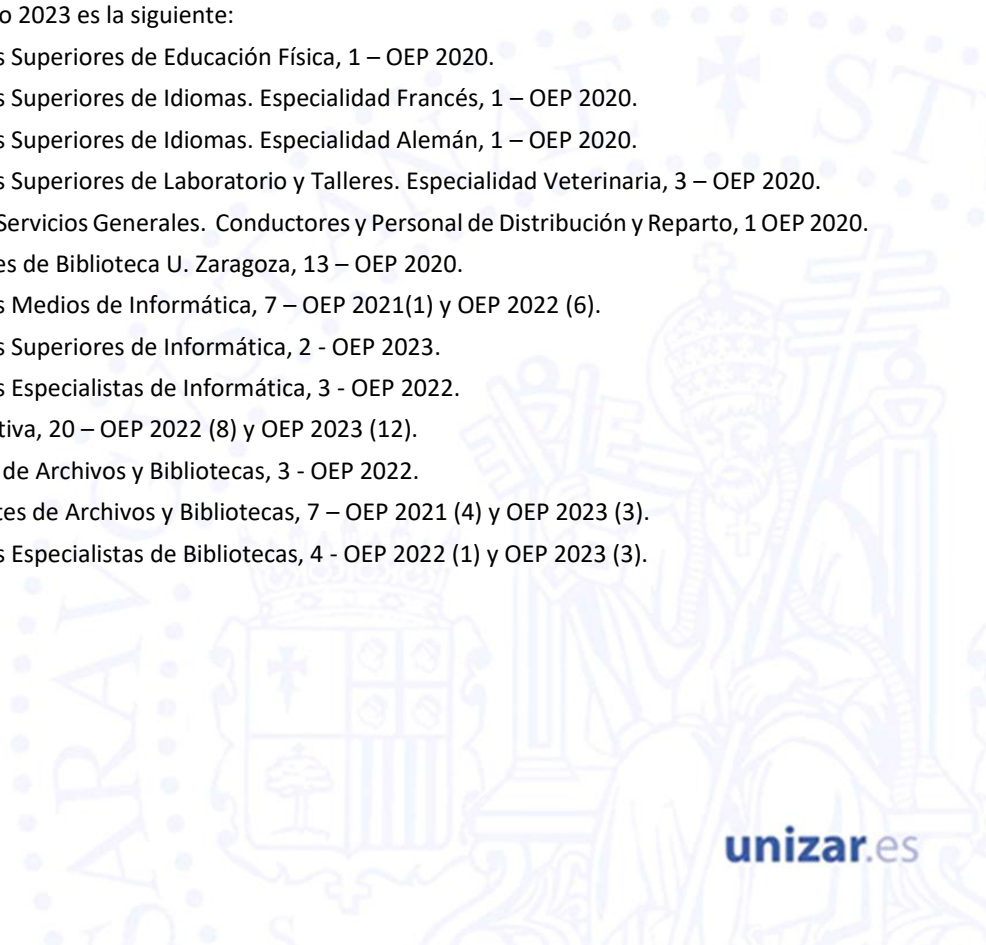 o 2023 es la siguiente:
s Superiores de Educación Física, 1 – OEP 2020.
s Superiores de Idiomas. Especialidad Francés, 1 – OEP 2020.
s Superiores de Idiomas. Especialidad Alemán, 1 – OEP 2020.
s Superiores de Laboratorio y Talleres. Especialidad Veterinaria, 3 – OEP 2020.
Servicios Generales. Conductores y Personal de Distribución y Reparto, 1 OEP 2020.
es de Biblioteca U. Zaragoza, 13 – OEP 2020.
s Medios de Informática, 7 – OEP 2021(1) y OEP 2022 (6).
s Superiores de Informática, 2 - OEP 2023.
s Especialistas de Informática, 3 - OEP 2022.
tiva, 20 – OEP 2022 (8) y OEP 2023 (12).
de Archivos y Bibliotecas, 3 - OEP 2022.
tes de Archivos y Bibliotecas, 7 – OEP 2021 (4) y OEP 2023 (3).
s Especialistas de Bibliotecas, 4 - OEP 2022 (1) y OEP 2023 (3).
unizar.es